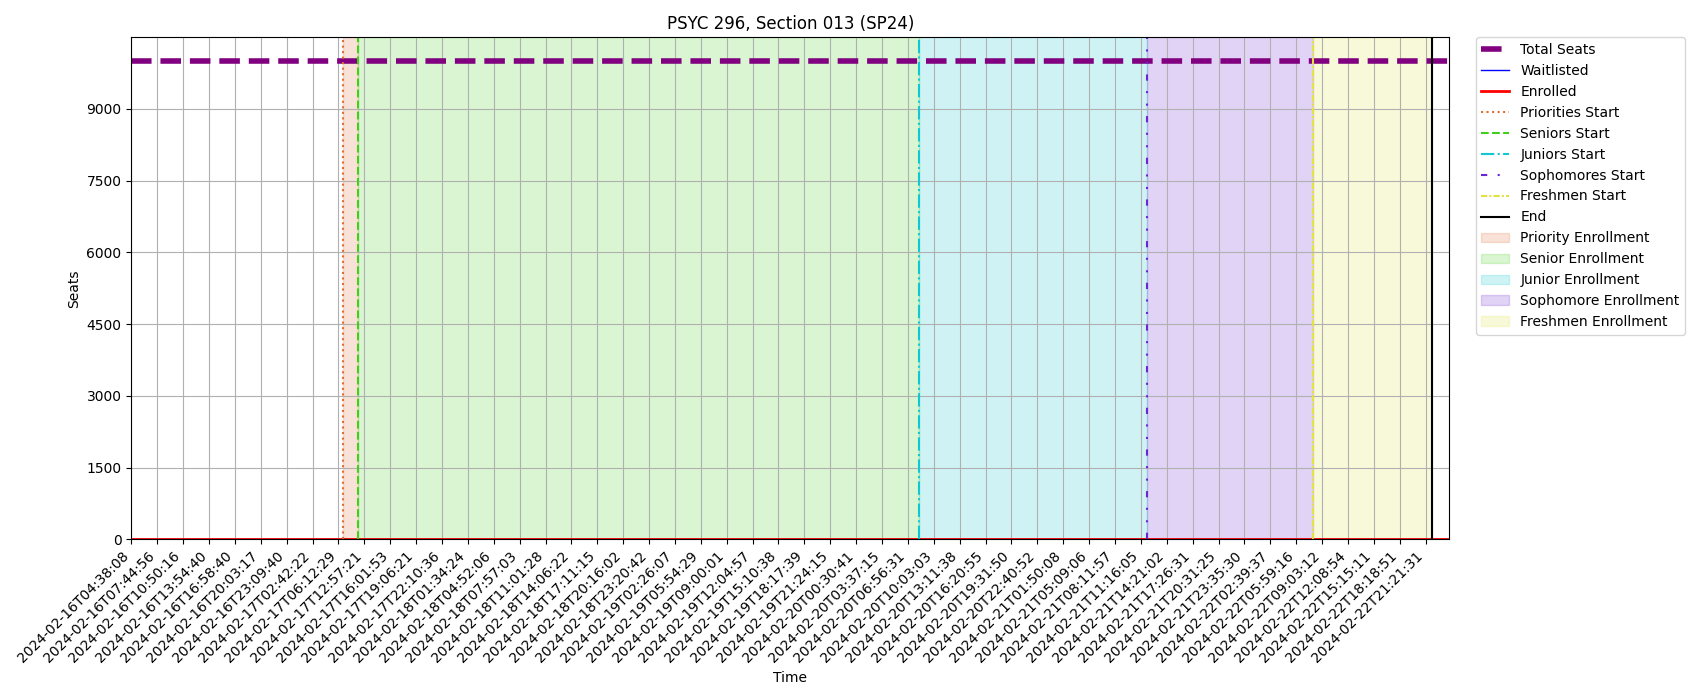 PSYC 296, Section 013 (SP24)
Total Seats
Waitlisted
Enrolled
Priorities Start
Seniors Start
Juniors Start
Sophomores Start
Freshmen Start
End
Priority Enrollment
Senior Enrollment
Junior Enrollment
Sophomore Enrollment
Freshmen Enrollment
Seats
9000
7500
6000
4500
3000
1500
0
2024-02-16T04:38:08
2024-02-16T07:44:56
2024-02-16T10:50:16
2024-02-16T13:54:40
2024-02-16T16:58:40
2024-02-16T20:03:17
2024-02-16T23:09:40
2024-02-17T02:42:22
2024-02-17T06:12:29
2024-02-17T12:57:21
2024-02-17T16:01:53
2024-02-17T19:06:21
2024-02-17T22:10:36
2024-02-18T01:34:24
2024-02-18T04:52:06
2024-02-18T07:57:03
2024-02-18T11:01:28
2024-02-18T14:06:22
2024-02-18T17:11:15
2024-02-18T20:16:02
2024-02-18T23:20:42
2024-02-19T02:26:07
2024-02-19T05:54:29
2024-02-19T09:00:01
2024-02-19T12:04:57
2024-02-19T15:10:38
2024-02-19T18:17:39
2024-02-19T21:24:15
2024-02-20T00:30:41
2024-02-20T03:37:15
2024-02-20T06:56:31
2024-02-20T10:03:03
2024-02-20T13:11:38
2024-02-20T16:20:55
2024-02-20T19:31:50
2024-02-20T22:40:52
2024-02-21T01:50:08
2024-02-21T05:09:06
2024-02-21T08:11:57
2024-02-21T11:16:05
2024-02-21T14:21:02
2024-02-21T17:26:31
2024-02-21T20:31:25
2024-02-21T23:35:30
2024-02-22T02:39:37
2024-02-22T05:59:16
2024-02-22T09:03:12
2024-02-22T12:08:54
2024-02-22T15:15:11
2024-02-22T18:18:51
2024-02-22T21:21:31
Time